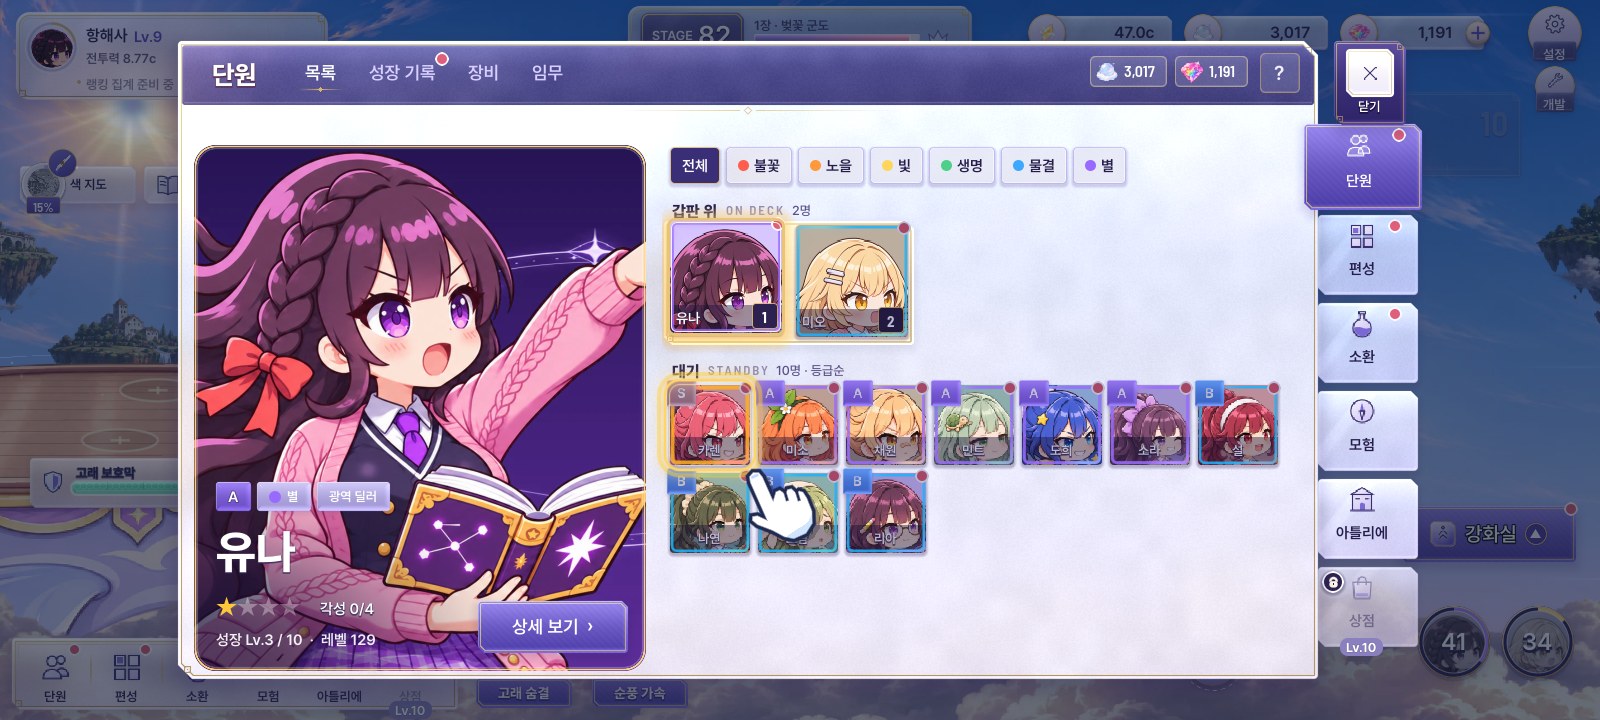 항해사 Lv.9
전투력 8.77c
* 랭킹 집계 준비 중
STAGE 82
1장 · 벚꽃 군도
47.0c
3,017
1,191
설정
개발
단원
목록
성장 기록
장비
임무
3,017
1,191
?
닫기
색 지도
15%
10
전체
불꽃
노을
빛
생명
물결
별
갑판 위 ON DECK 2명
유나 1
미오 2
대기 STANDBY 10명 · 등급순
S 카렌
A 미소
A 재원
A 민트
A 도희
A 소라
B 설
B 나연
B
B 리아
A
별
광역 딜러
유나
각성 0/4
성장 Lv.3 / 10 · 레벨 129
상세 보기 ›
단원
편성
소환
모험
아틀리에
상점
Lv.10
고래 보호막
강화실
41
34
단원
편성
소환
모험
아틀리에
상점
Lv.10
고래 숨결
순풍 가속